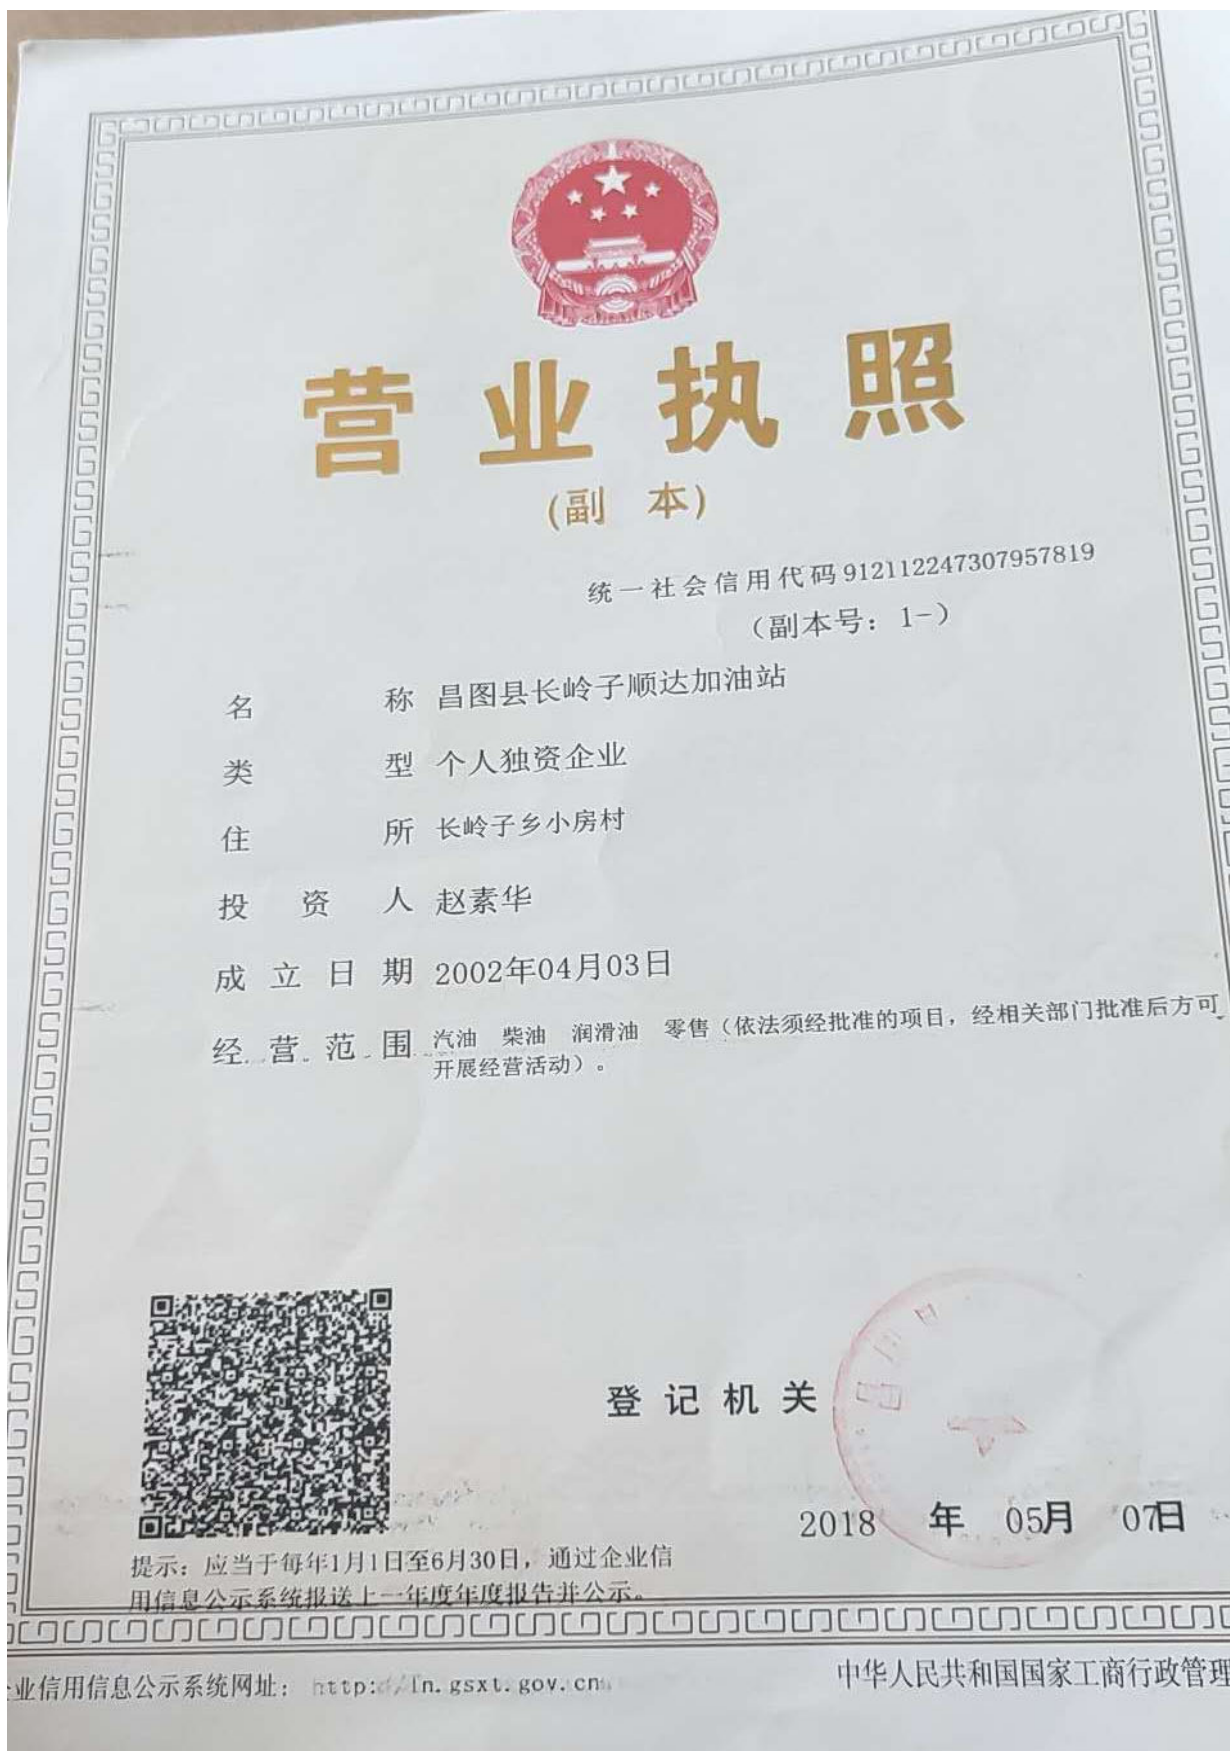 营业执照
(副 本)
统一社会信用代码 912112247307957819
（副本号：1-）
名 称 昌图县长岭子顺达加油站
类 型 个人独资企业
住 所 长岭子乡小房村
投 资 人 赵素华
成 立 日 期 2002年04月03日
经 营 范 围 汽油 柴油 润滑油 零售（依法须经批准的项目，经相关部门批准后方可
开展经营活动）。
登 记 机 关
2018 年 05月 07日
提示：应当于每年1月1日至6月30日，通过企业信
用信息公示系统报送上一年度年度报告并公示。
业信用信息公示系统网址： http://ln.gsxt.gov.cn
中华人民共和国国家工商行政管理